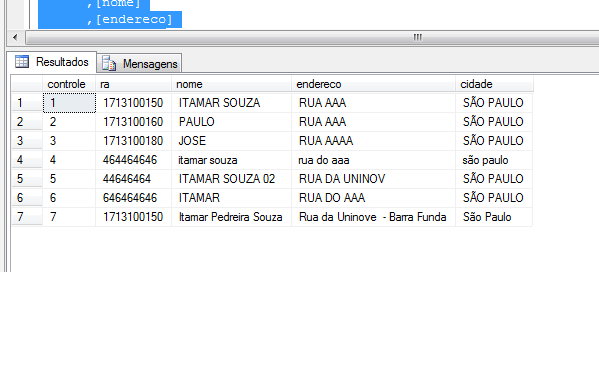 ,[nome]
,[endereco]
Resultados Mensagens
controle ra nome endereco cidade
1 1 1713100150 ITAMAR SOUZA RUA AAA SÃO PAULO
2 2 1713100160 PAULO RUA AAA SÃO PAULO
3 3 1713100180 JOSE RUA AAAA SÃO PAULO
4 4 464464646 itamar souza rua do aaa são paulo
5 5 44646464 ITAMAR SOUZA 02 RUA DA UNINOV SÃO PAULO
6 6 646464646 ITAMAR RUA DO AAA SÃO PAULO
7 7 1713100150 Itamar Pedreira Souza Rua da Uninove - Barra Funda São Paulo